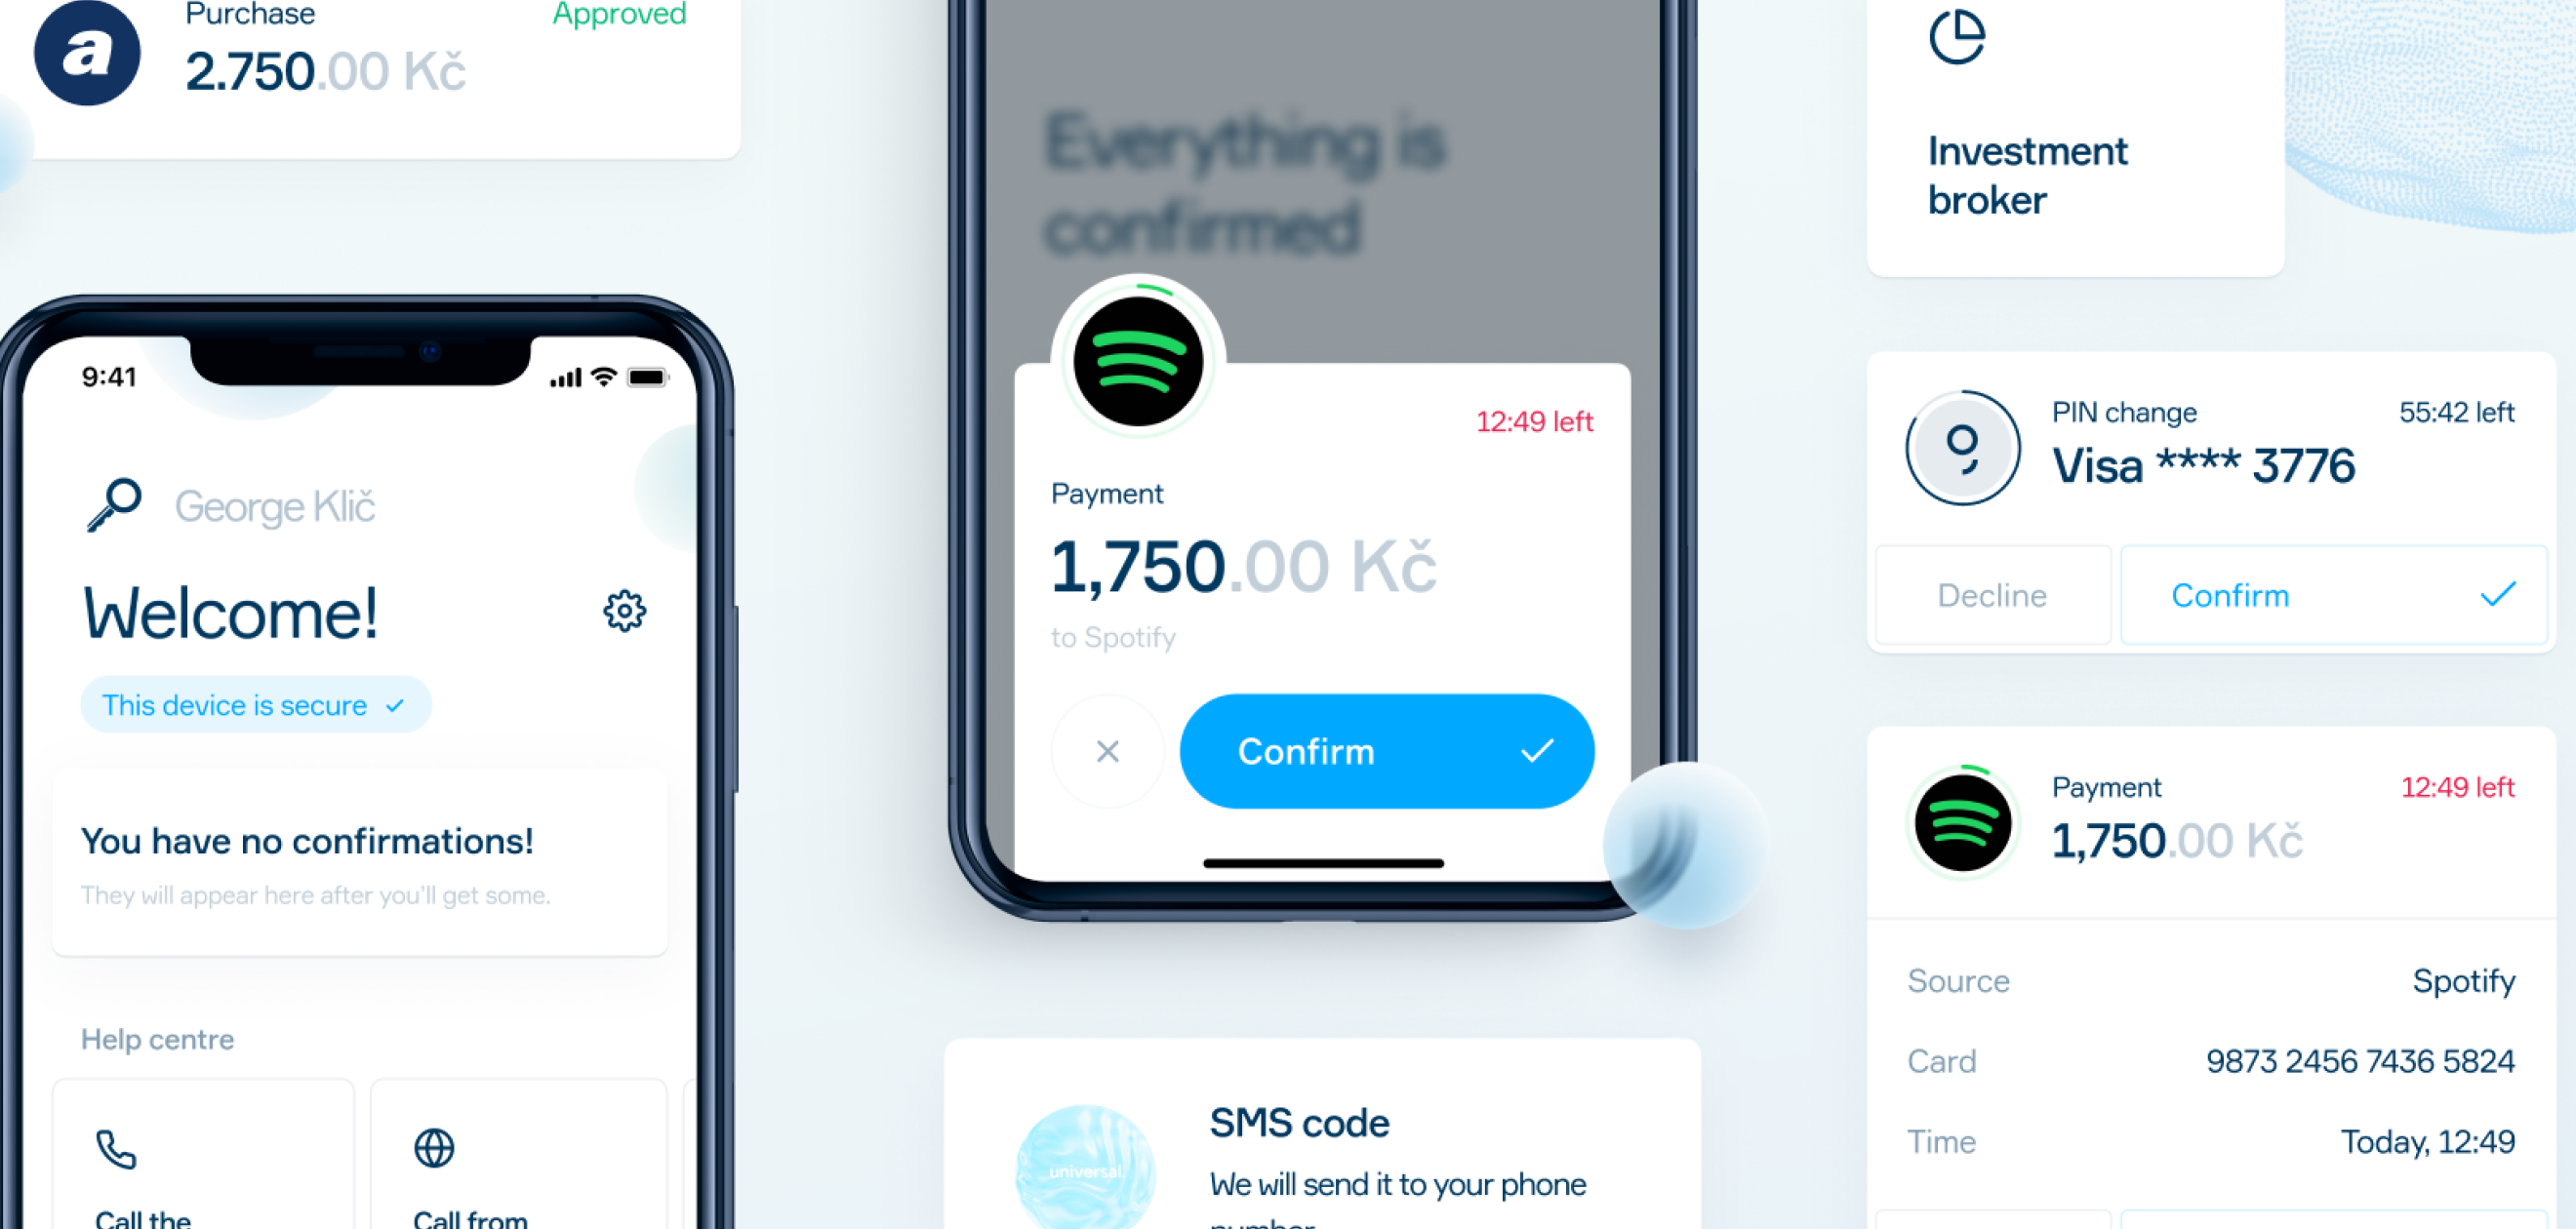 a
Purchase
Approved
2.750.00 Kč
9:41
George Klič
Welcome!
This device is secure
You have no confirmations!
They will appear here after you'll get some.
Help centre
Call the
Call from
Everything is
confirmed
12:49 left
Payment
1,750.00 Kč
to Spotify
Confirm
universal.
SMS code
We will send it to your phone
number
Investment
broker
PIN change
55:42 left
Visa **** 3776
Decline
Confirm
Payment
12:49 left
1,750.00 Kč
Source
Spotify
Card
9873 2456 7436 5824
Time
Today, 12:49